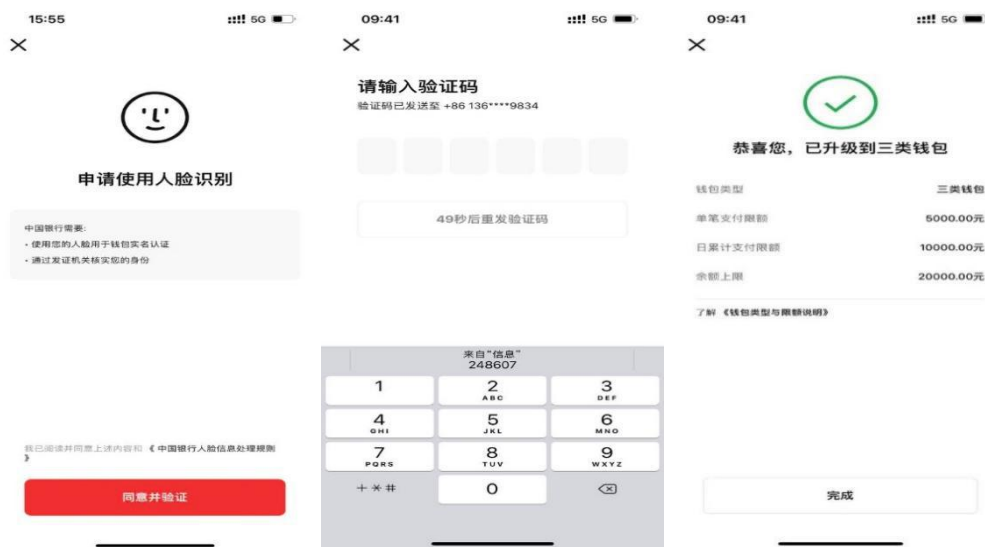 15:55
5G
申请使用人脸识别
中国银行需要:
· 使用您的人脸用于钱包实名认证
· 通过发证机关核实您的身份
我已阅读并同意上述内容和《 中国银行人脸信息处理规则
》
同意并验证
09:41
5G
请输入验证码
验证码已发送至 +86 136****9834
49秒后重发验证码
来自"信息"
248607
1
2
ABC
3
DEF
4
GHI
5
JKL
6
MNO
7
PQRS
8
TUV
9
WXYZ
+*#
0
09:41
5G
恭喜您，已升级到三类钱包
钱包类型 三类钱包
单笔支付限额 5000.00元
日累计支付限额 10000.00元
余额上限 20000.00元
了解 《钱包类型与限额说明》
完成